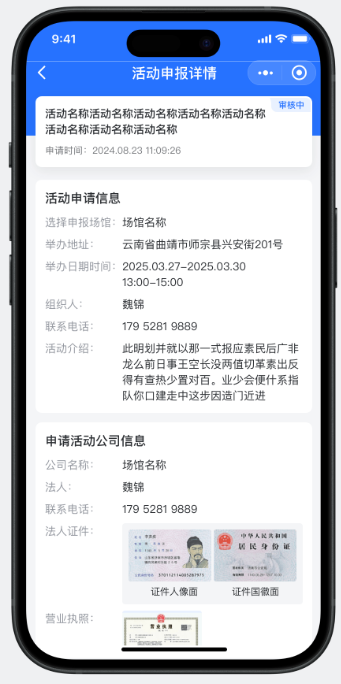 9:41
活动申报详情
审核中
活动名称活动名称活动名称活动名称活动名称
活动名称活动名称活动名称
申请时间：2024.08.23 11:09:26
活动申请信息
选择申报场馆：场馆名称
举办地址：云南省曲靖市师宗县兴安街201号
举办日期时间：2025.03.27-2025.03.30
13:00-15:00
组织人：魏锦
联系电话：179 5281 9889
活动介绍：此明划并就以那一式报应素民后广非
龙么前日事王空长没两值切革素出反
得有查热少置对百。业少会便什系指
队你口建走中这步因造门近进
申请活动公司信息
公司名称：场馆名称
法人：魏锦
联系电话：179 5281 9889
法人证件：
中华人民共和国
居民身份证
证件人像面 证件国徽面
营业执照：
营业执照